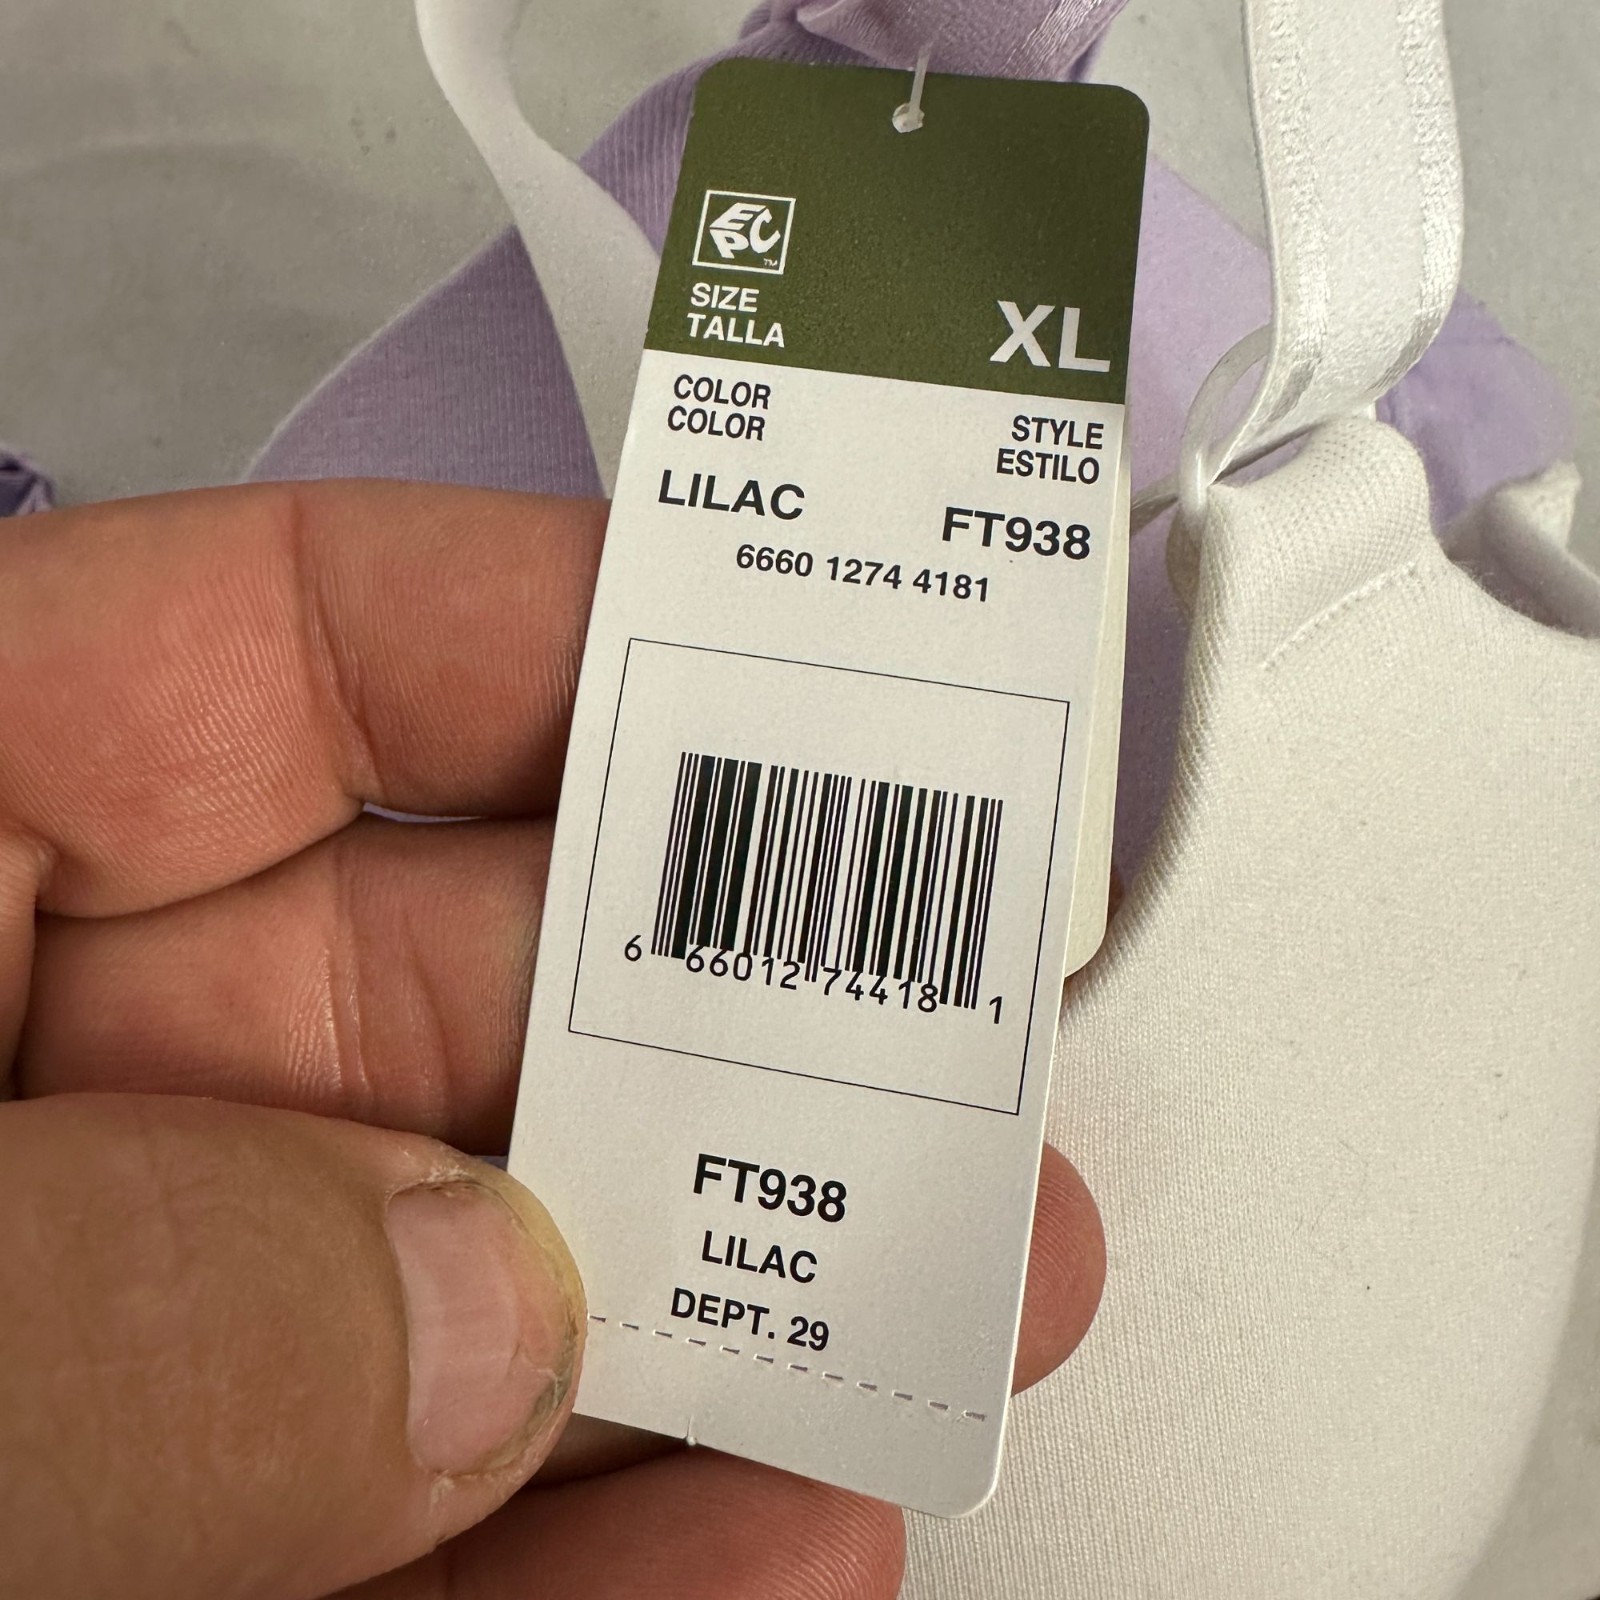 EPC™
SIZE
TALLA
XL
COLOR
COLOR
STYLE
ESTILO
LILAC
FT938
6660 1274 4181
6 66012 74418 1
FT938
LILAC
DEPT. 29